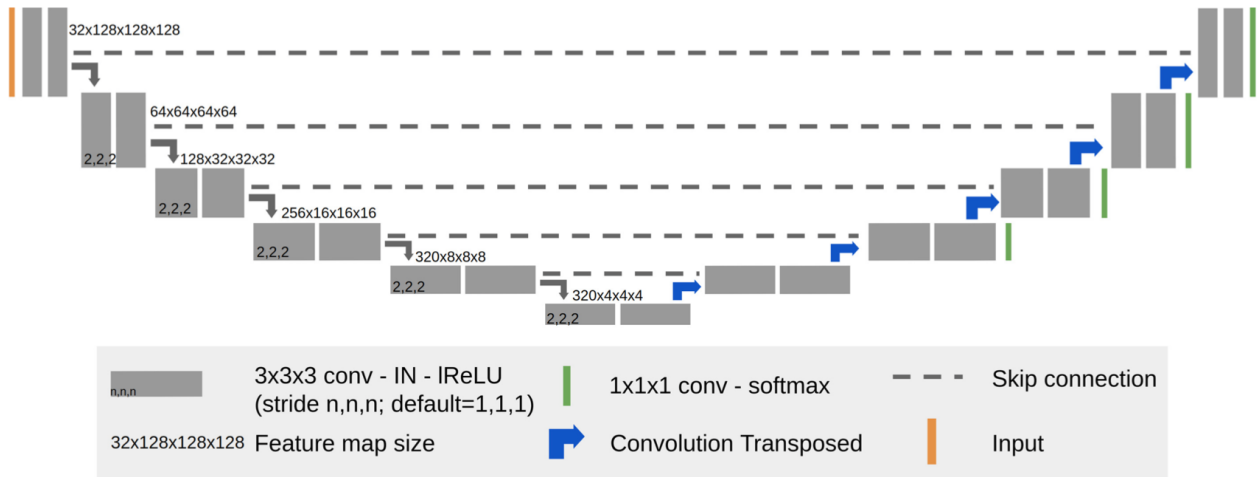 32x128x128x128
64x64x64x64
2,2,2
128x32x32x32
2,2,2
256x16x16x16
2,2,2
320x8x8x8
2,2,2
320x4x4x4
2,2,2
n,n,n
3x3x3 conv - IN - lReLU
(stride n,n,n; default=1,1,1)
1x1x1 conv - softmax
Skip connection
32x128x128x128
Feature map size
Convolution Transposed
Input